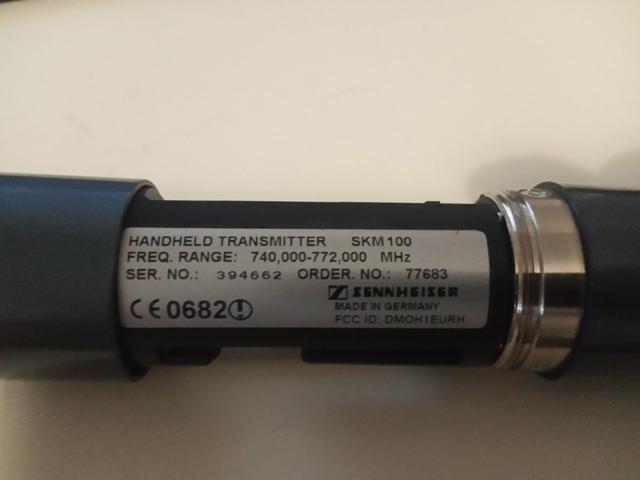 HANDHELD TRANSMITTER SKM 100
FREQ. RANGE: 740,000-772,000 MHz
SER. NO.: 394662 ORDER. NO.: 77683
SENNHEISER
CE 0682
MADE IN GERMANY
FCC ID: DMOH1EURH